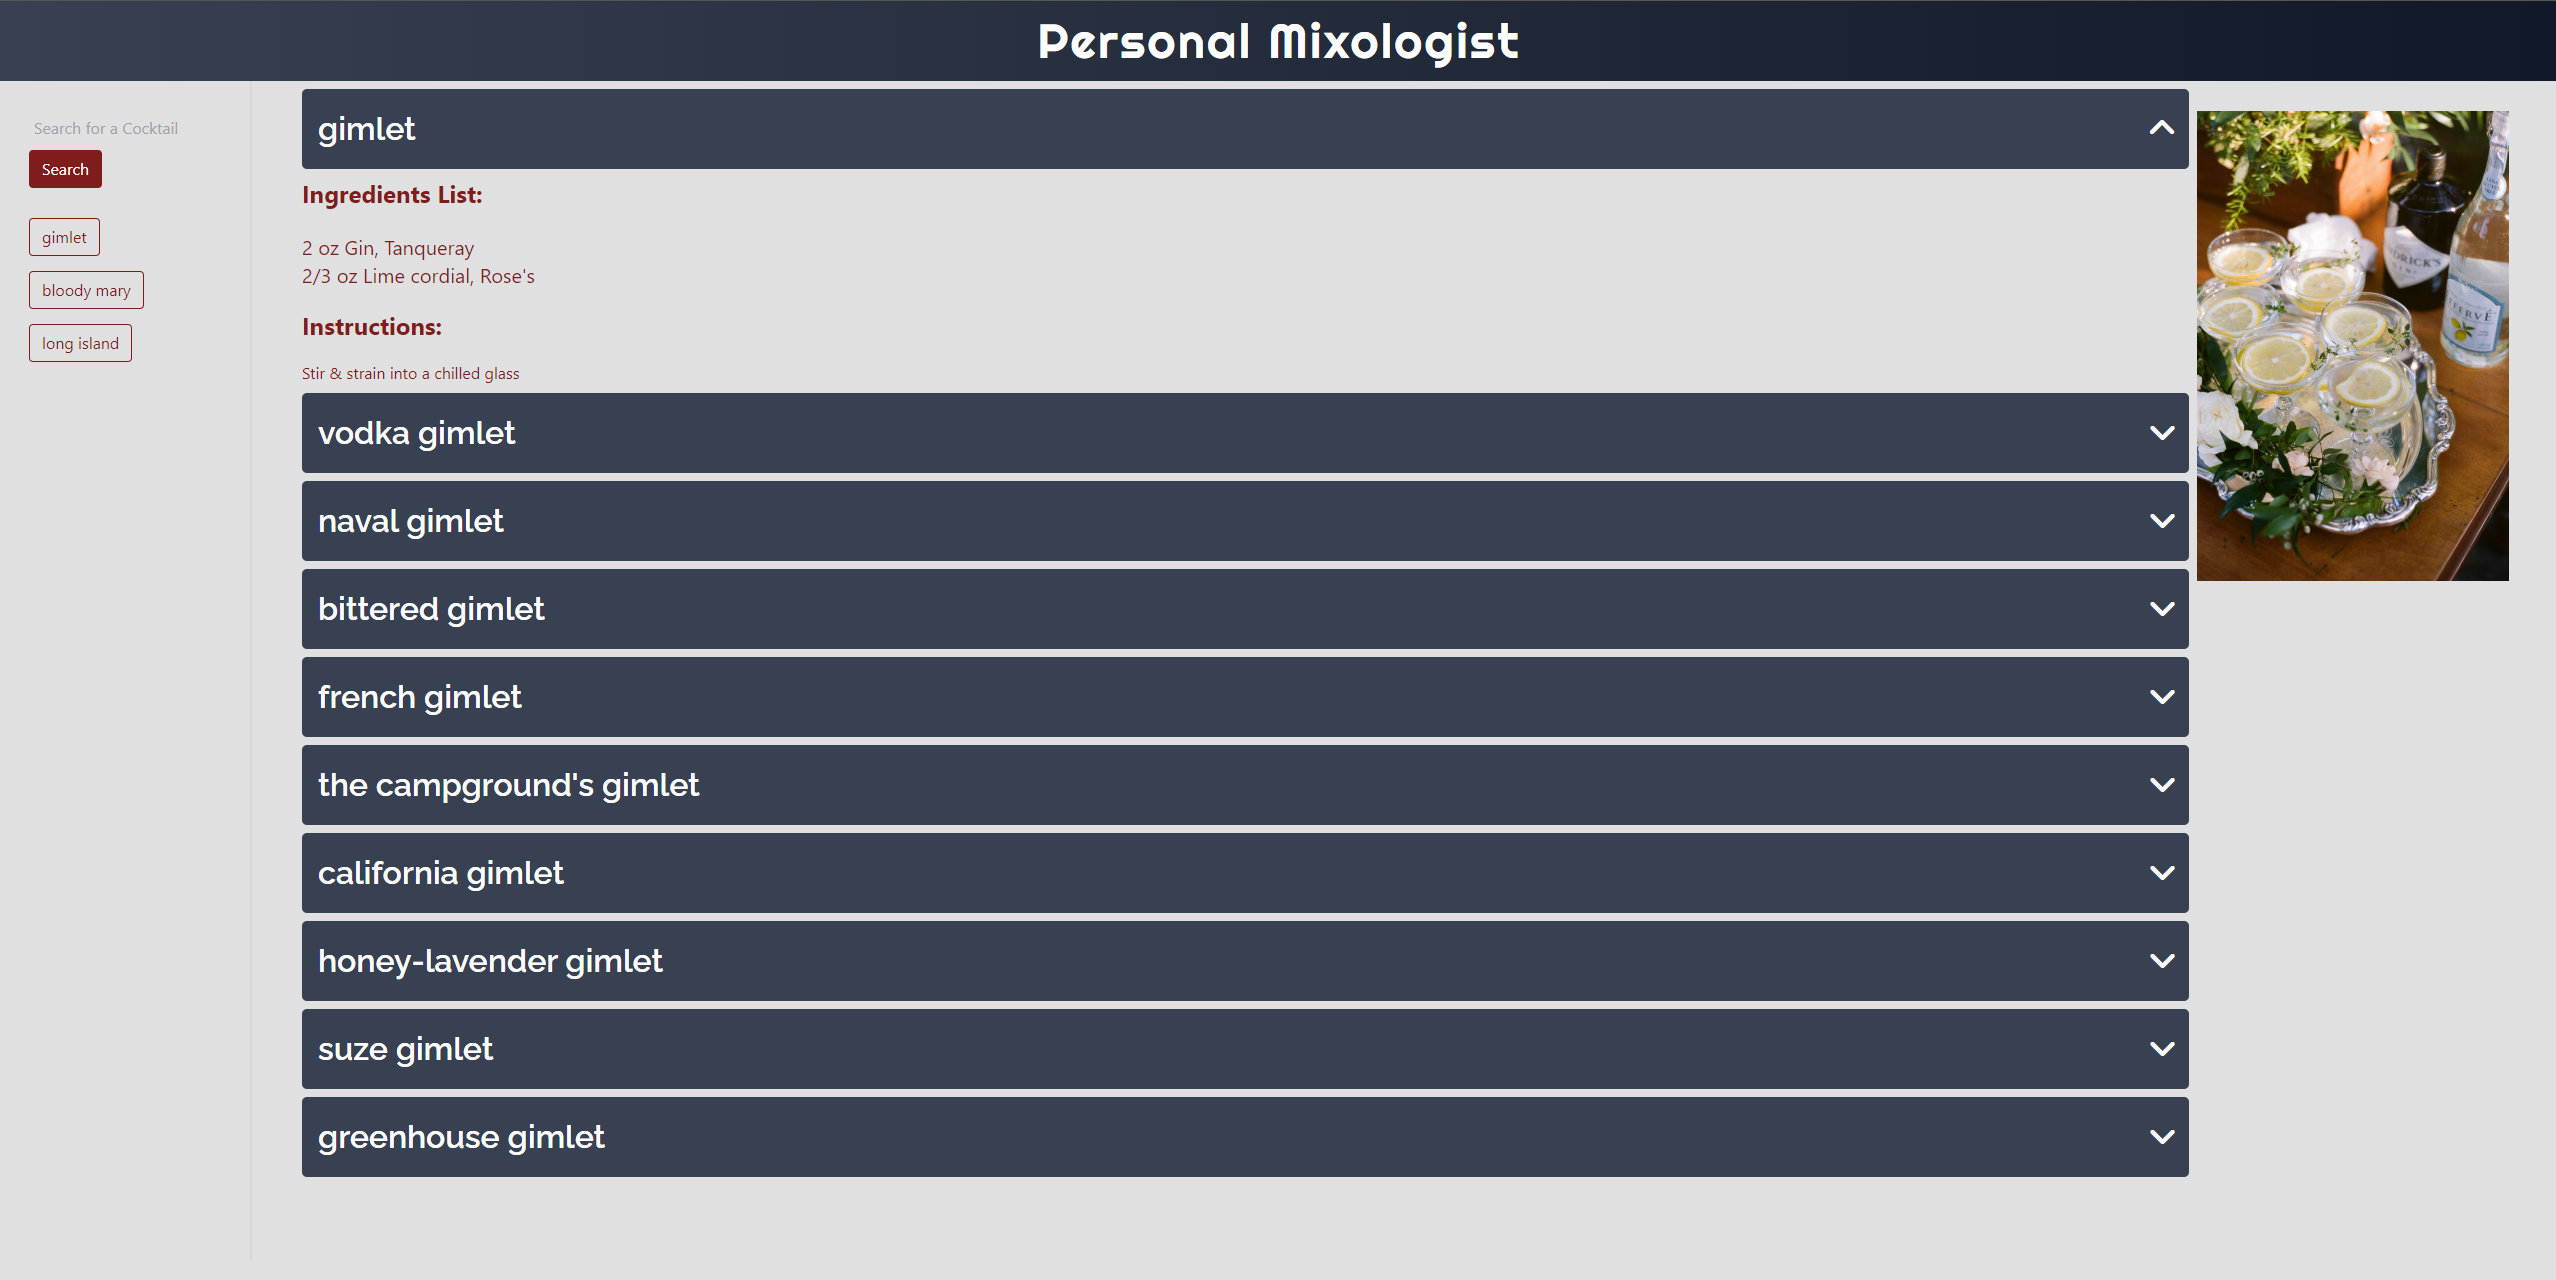 Personal Mixologist
Search for a Cocktail
Search
gimlet
bloody mary
long island
gimlet
Ingredients List:
2 oz Gin, Tanqueray
2/3 oz Lime cordial, Rose's
Instructions:
Stir & strain into a chilled glass
vodka gimlet
naval gimlet
bittered gimlet
french gimlet
the campground's gimlet
california gimlet
honey-lavender gimlet
suze gimlet
greenhouse gimlet